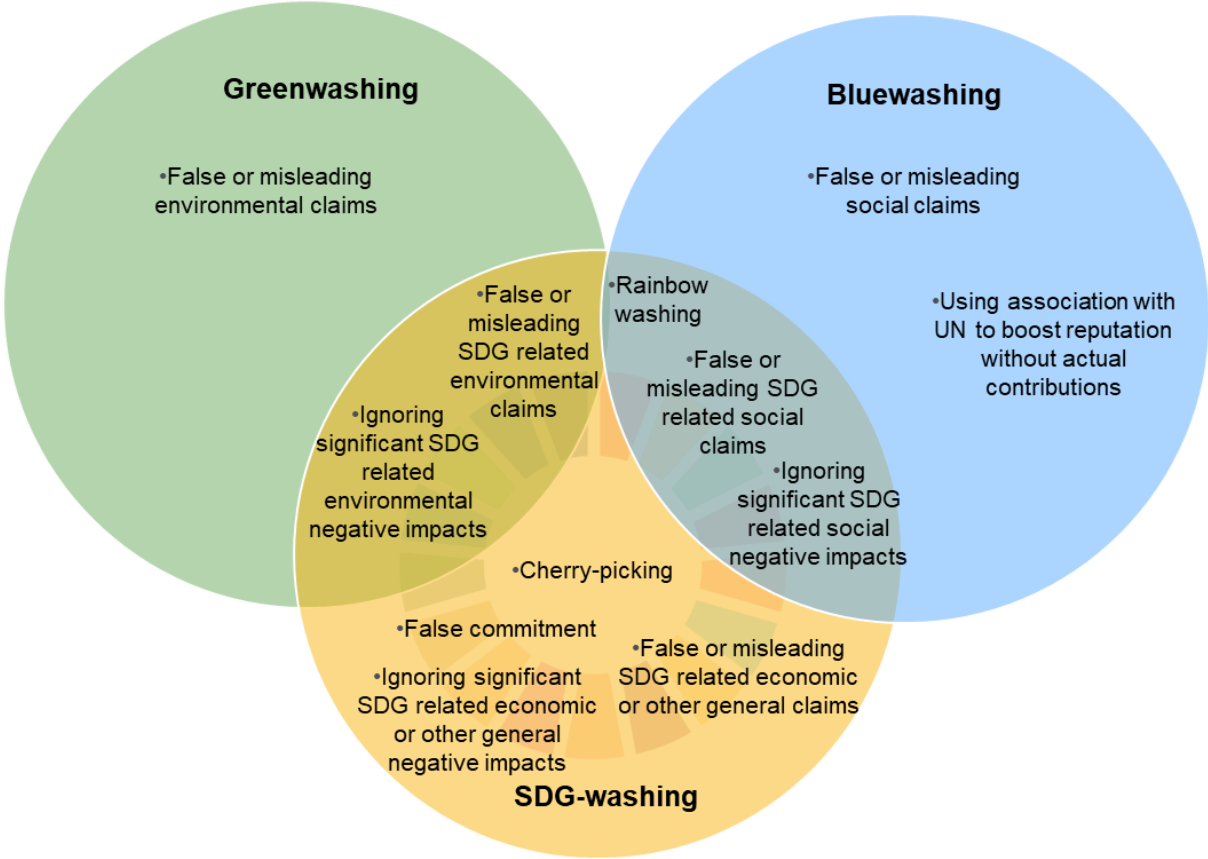 Greenwashing
•False or misleading
environmental claims
Bluewashing
•False or misleading
social claims
•Using association with
UN to boost reputation
without actual
contributions
•False or
misleading
SDG related
environmental
claims
•Ignoring
significant SDG
related
environmental
negative impacts
•Rainbow
washing
•False or
misleading SDG
related social
claims
•Ignoring
significant SDG
related social
negative impacts
•Cherry-picking
•False commitment
•Ignoring significant
SDG related economic
or other general
negative impacts
•False or misleading
SDG related economic
or other general claims
SDG-washing